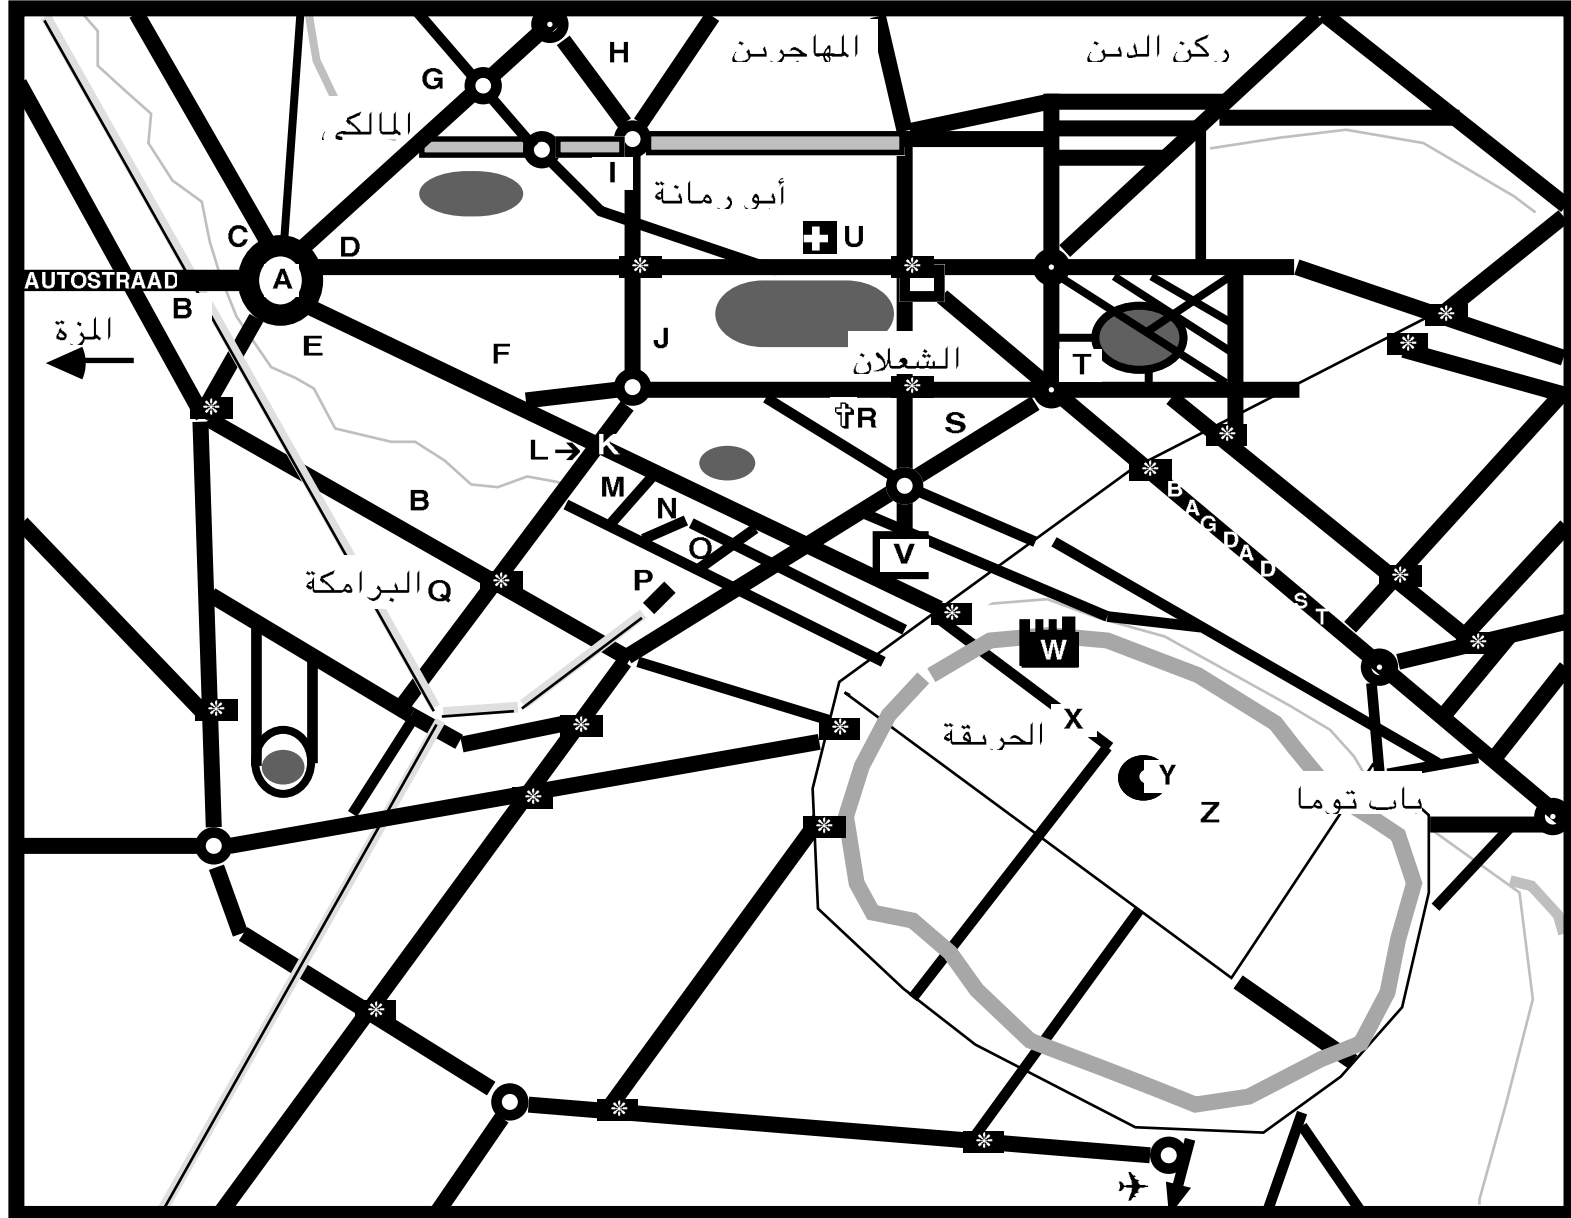 المهاجرين
ركن الدين
H
G
المالكي
I
أبو رمانة
C
D
U
AUTOSTRAAD
A
B
المزة
E
F
J
الشعلان
T
R
S
L
K
M
B
N
O
V
BAGDAD ST
البرامكة
Q
P
W
X
الحريقة
Y
Z
باب توما